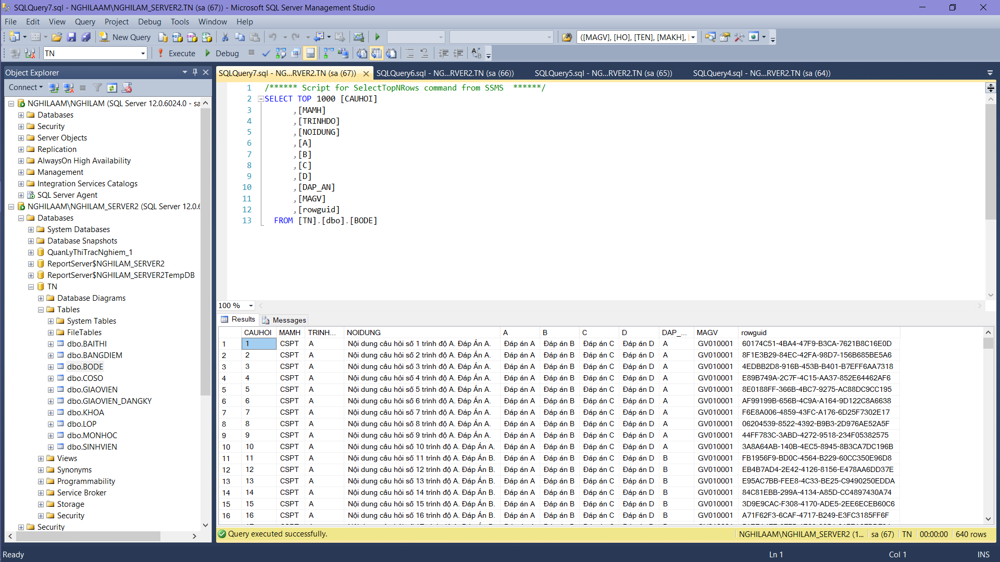 SQLQuery7.sql - NGHILAAM\NGHILAM_SERVER2.TN (sa (67)) - Microsoft SQL Server Management Studio
File Edit View Query Project Debug Tools Window Help
New Query ([MAGV], [HO], [TEN], [MAKH], [
TN Execute Debug
Object Explorer
Connect
NGHILAAM\NGHILAM (SQL Server 12.0.6024.0 - sa
Databases
Security
Server Objects
Replication
AlwaysOn High Availability
Management
Integration Services Catalogs
SQL Server Agent
NGHILAAM\NGHILAM_SERVER2 (SQL Server 12.0.6
Databases
System Databases
Database Snapshots
QuanLyThiTracNghiem_1
ReportServer$NGHILAM_SERVER2
ReportServer$NGHILAM_SERVER2TempDB
TN
Database Diagrams
Tables
System Tables
FileTables
dbo.BAITHI
dbo.BANGDIEM
dbo.BODE
dbo.COSO
dbo.GIAOVIEN
dbo.GIAOVIEN_DANGKY
dbo.KHOA
dbo.LOP
dbo.MONHOC
dbo.SINHVIEN
Views
Synonyms
Programmability
Service Broker
Storage
Security
Security
SQLQuery7.sql - NG...RVER2.TN (sa (67)) SQLQuery6.sql - NG...RVER2.TN (sa (66)) SQLQuery5.sql - NG...RVER2.TN (sa (65)) SQLQuery4.sql - NG...RVER2.TN (sa (64))
1 /****** Script for SelectTopNRows command from SSMS ******/
2 SELECT TOP 1000 [CAUHOI]
3 ,[MAMH]
4 ,[TRINHDO]
5 ,[NOIDUNG]
6 ,[A]
7 ,[B]
8 ,[C]
9 ,[D]
10 ,[DAP_AN]
11 ,[MAGV]
12 ,[rowguid]
13 FROM [TN].[dbo].[BODE]
100 %
Results Messages
CAUHOI MAMH TRINH... NOIDUNG A B C D DAP_... MAGV rowguid
1 1 CSPT A Nội dung câu hỏi số 1 trình độ A. Đáp Án A. Đáp án A Đáp án B Đáp án C Đáp án D A GV010001 60174C51-4BA4-47F9-B3CA-7621B8C16E0D
2 2 CSPT A Nội dung câu hỏi số 2 trình độ A. Đáp Án A. Đáp án A Đáp án B Đáp án C Đáp án D A GV010001 8F1E3B29-84EC-42FA-98D7-156B685BE5A6
3 3 CSPT A Nội dung câu hỏi số 3 trình độ A. Đáp Án A. Đáp án A Đáp án B Đáp án C Đáp án D A GV010001 4EDBB2D8-916B-453B-B401-B7EFF6AA7318
4 4 CSPT A Nội dung câu hỏi số 4 trình độ A. Đáp Án A. Đáp án A Đáp án B Đáp án C Đáp án D A GV010001 E89B749A-2C7F-4C15-AA37-852E64462AF6
5 5 CSPT A Nội dung câu hỏi số 5 trình độ A. Đáp Án A. Đáp án A Đáp án B Đáp án C Đáp án D A GV010001 8E0188FF-366B-4BC7-9275-AC88DC9CC195
6 6 CSPT A Nội dung câu hỏi số 6 trình độ A. Đáp Án A. Đáp án A Đáp án B Đáp án C Đáp án D A GV010001 AF99199B-656B-4C9A-A164-9D122C8A6638
7 7 CSPT A Nội dung câu hỏi số 7 trình độ A. Đáp Án A. Đáp án A Đáp án B Đáp án C Đáp án D A GV010001 F6E8A006-4859-43FC-A176-6D25F7302E17
8 8 CSPT A Nội dung câu hỏi số 8 trình độ A. Đáp Án A. Đáp án A Đáp án B Đáp án C Đáp án D A GV010001 06204539-8522-4392-B9B3-2D976AE52A5F
9 9 CSPT A Nội dung câu hỏi số 9 trình độ A. Đáp Án A. Đáp án A Đáp án B Đáp án C Đáp án D A GV010001 44FF783C-3ABD-4272-9518-234F05382575
10 10 CSPT A Nội dung câu hỏi số 10 trình độ A. Đáp Án A. Đáp án A Đáp án B Đáp án C Đáp án D A GV010001 3A8A64AB-140B-4EC5-8945-8B3CA7DC196B
11 11 CSPT A Nội dung câu hỏi số 11 trình độ A. Đáp Án B. Đáp án A Đáp án B Đáp án C Đáp án D B GV010001 FB1956F9-BD0C-4564-B229-60CC350E96D8
12 12 CSPT A Nội dung câu hỏi số 12 trình độ A. Đáp Án B. Đáp án A Đáp án B Đáp án C Đáp án D B GV010001 EB4B7AD4-2E42-4126-8156-E478AA6DD37E
13 13 CSPT A Nội dung câu hỏi số 13 trình độ A. Đáp Án B. Đáp án A Đáp án B Đáp án C Đáp án D B GV010001 E95AC7BB-FEE8-4C33-BE25-C9490250EDDA
14 14 CSPT A Nội dung câu hỏi số 14 trình độ A. Đáp Án B. Đáp án A Đáp án B Đáp án C Đáp án D B GV010001 84C81EBB-299A-4134-A85D-CC4897430A74
15 15 CSPT A Nội dung câu hỏi số 15 trình độ A. Đáp Án B. Đáp án A Đáp án B Đáp án C Đáp án D B GV010001 3D9E9CAC-F308-4170-ADE5-2EE6ECEB60C6
16 16 CSPT A Nội dung câu hỏi số 16 trình độ A. Đáp Án B. Đáp án A Đáp án B Đáp án C Đáp án D B GV010001 A71F62F3-6CAF-4717-B249-E3FC3185FF6F
Query executed successfully. NGHILAAM\NGHILAM_SERVER2 (1... sa (67) TN 00:00:00 640 rows
Ready Ln 1 Col 1 INS